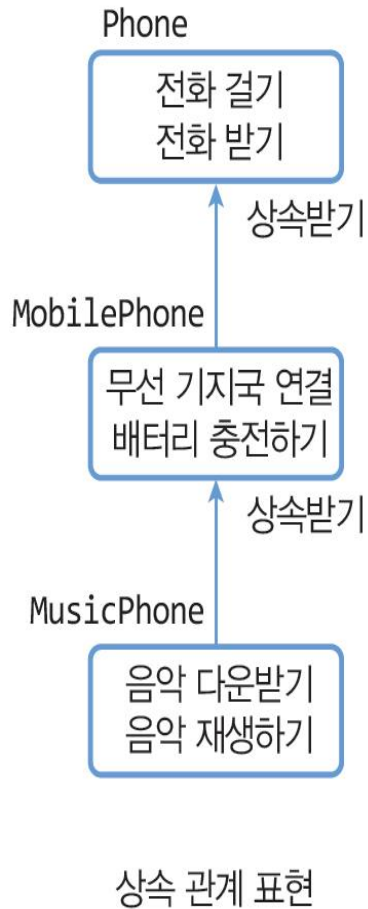 Phone
전화 걸기
전화 받기
상속받기
MobilePhone
무선 기지국 연결
배터리 충전하기
상속받기
MusicPhone
음악 다운받기
음악 재생하기
상속 관계 표현